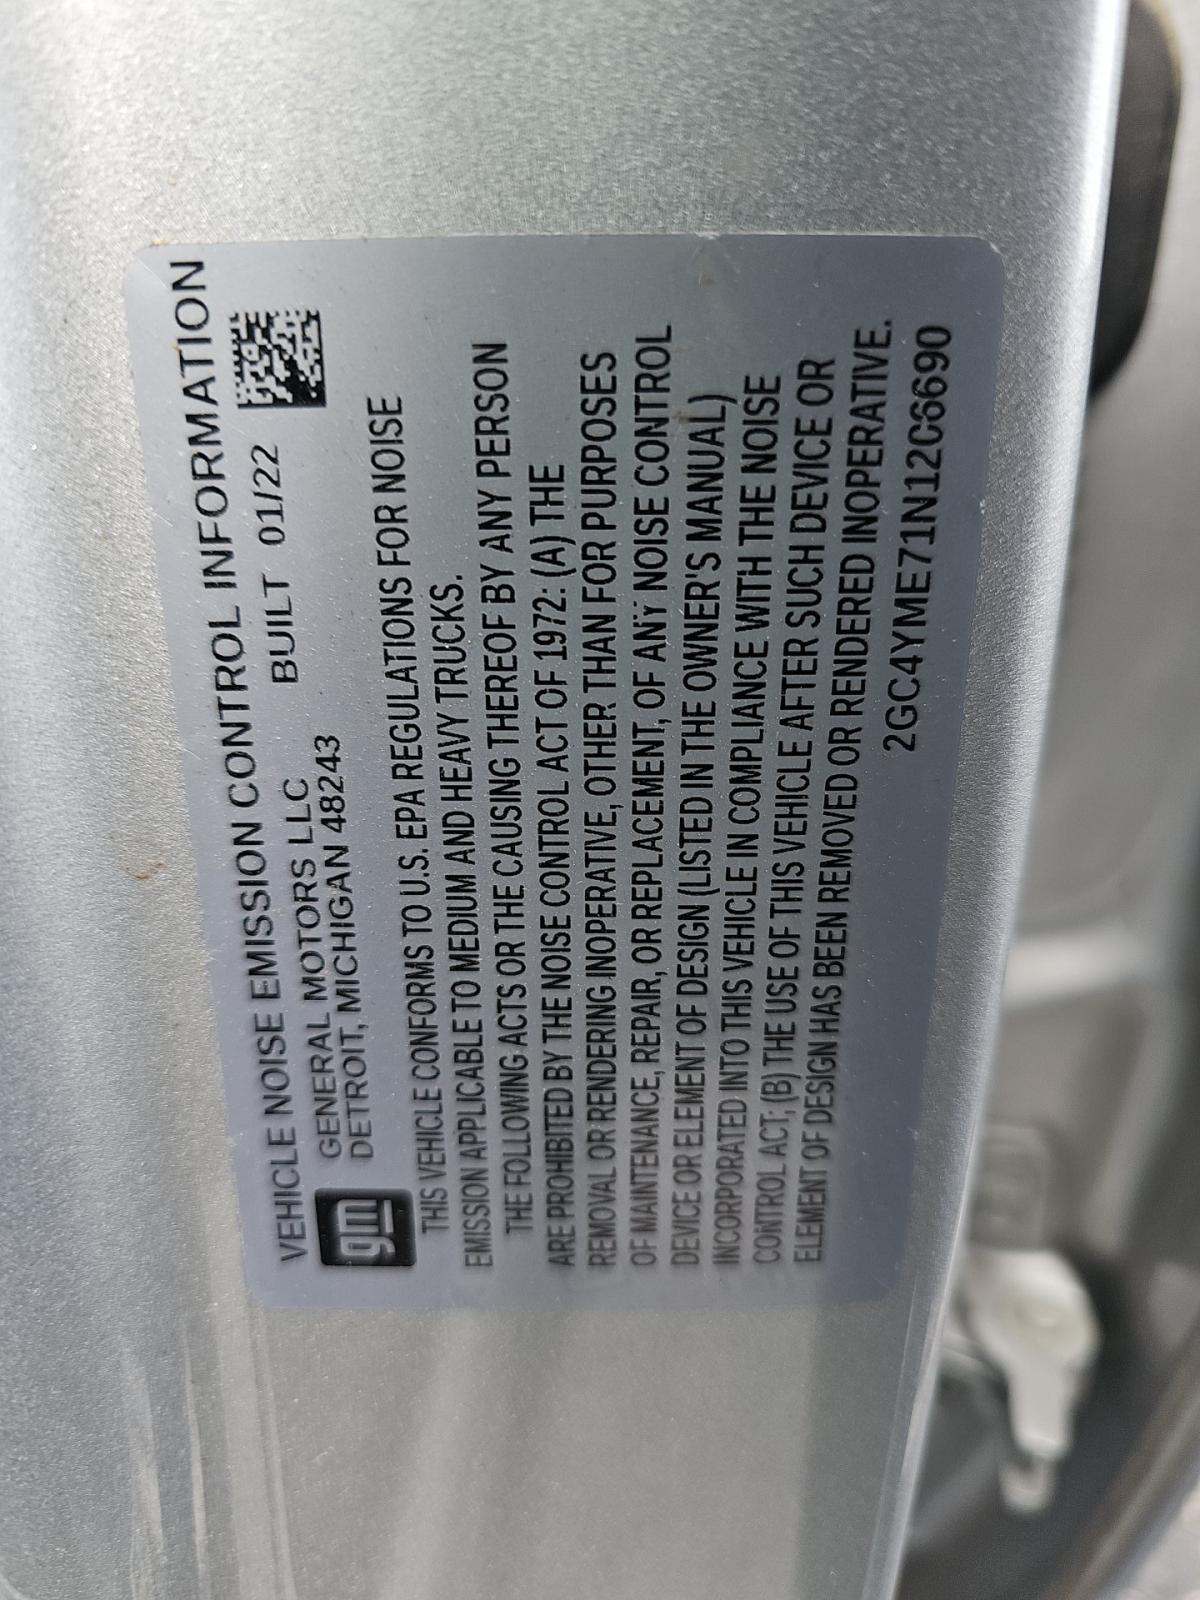 VEHICLE NOISE EMISSION CONTROL INFORMATION
gm
GENERAL MOTORS LLC BUILT 01/22
DETROIT, MICHIGAN 48243
THIS VEHICLE CONFORMS TO U.S. EPA REGULATIONS FOR NOISE
EMISSION APPLICABLE TO MEDIUM AND HEAVY TRUCKS.
THE FOLLOWING ACTS OR THE CAUSING THEREOF BY ANY PERSON
ARE PROHIBITED BY THE NOISE CONTROL ACT OF 1972: (A) THE
REMOVAL OR RENDERING INOPERATIVE, OTHER THAN FOR PURPOSES
OF MAINTENANCE, REPAIR, OR REPLACEMENT, OF ANY NOISE CONTROL
DEVICE OR ELEMENT OF DESIGN (LISTED IN THE OWNER'S MANUAL)
INCORPORATED INTO THIS VEHICLE IN COMPLIANCE WITH THE NOISE
CONTROL ACT; (B) THE USE OF THIS VEHICLE AFTER SUCH DEVICE OR
ELEMENT OF DESIGN HAS BEEN REMOVED OR RENDERED INOPERATIVE.
2GC4YME71N12C6690